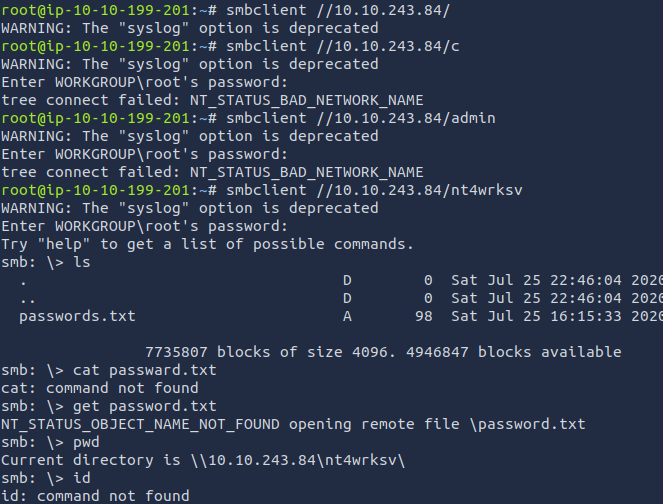 root@ip-10-10-199-201:~# smbclient //10.10.243.84/
WARNING: The "syslog" option is deprecated
root@ip-10-10-199-201:~# smbclient //10.10.243.84/c
WARNING: The "syslog" option is deprecated
Enter WORKGROUP\root's password:
tree connect failed: NT_STATUS_BAD_NETWORK_NAME
root@ip-10-10-199-201:~# smbclient //10.10.243.84/admin
WARNING: The "syslog" option is deprecated
Enter WORKGROUP\root's password:
tree connect failed: NT_STATUS_BAD_NETWORK_NAME
root@ip-10-10-199-201:~# smbclient //10.10.243.84/nt4wrksv
WARNING: The "syslog" option is deprecated
Enter WORKGROUP\root's password:
Try "help" to get a list of possible commands.
smb: \> ls
. D 0 Sat Jul 25 22:46:04 2020
.. D 0 Sat Jul 25 22:46:04 2020
passwords.txt A 98 Sat Jul 25 16:15:33 2020
7735807 blocks of size 4096. 4946847 blocks available
smb: \> cat passward.txt
cat: command not found
smb: \> get password.txt
NT_STATUS_OBJECT_NAME_NOT_FOUND opening remote file \password.txt
smb: \> pwd
Current directory is \\10.10.243.84\nt4wrksv\
smb: \> id
id: command not found